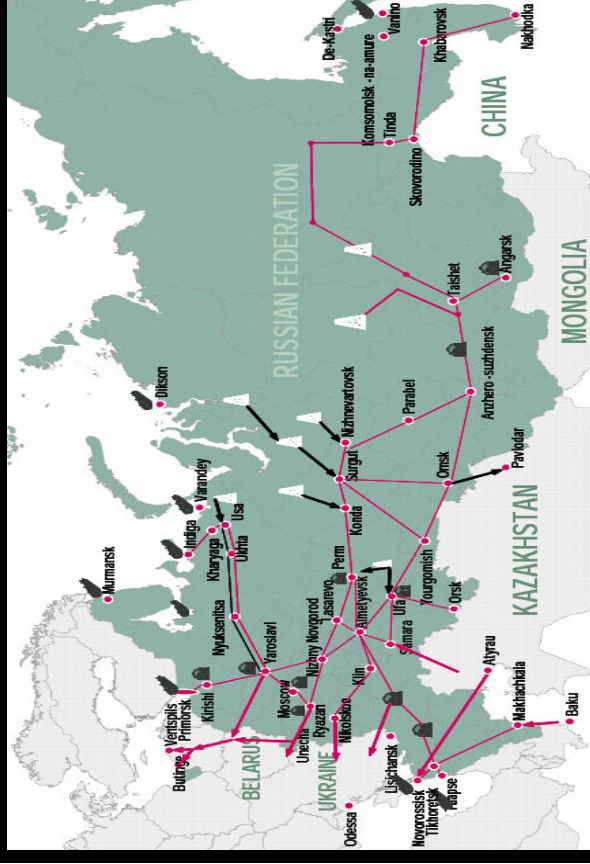 Murmansk
Dikson
De-Kastri
Vanino
Komsomolsk -na-amure
Tinda
Khabarovsk
Skovorodino
Nakhodka
Varandey
Indiga
Kharyaga
Usa
Ukhta
Nyuksenitsa
Ventspils
Primorsk
Butinge
Kirishi
Yaroslavl
BELARUS
Moscow
Nizhny Novgorod
Lasarevo
Perm
Konda
Surgut
Nizhnevartovsk
RUSSIAN FEDERATION
Unecha
Ryazan
UKRAINE
Nikolskoe
Klin
Almetyevsk
Odessa
Lisichansk
Samara
Ufa
Yourgomish
Omsk
Parabel
Anzhero -suzhdensk
Taishet
Angarsk
Novorossisk
Tikhoretsk
Orsk
Pavlodar
CHINA
Atyrau
Makhachkala
KAZAKHSTAN
Baku
MONGOLIA